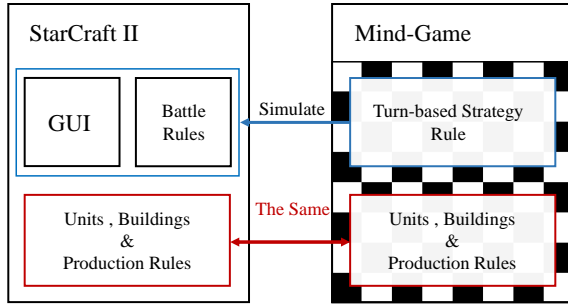 StarCraft II
GUI
Battle
Rules
Units , Buildings
&
Production Rules
Simulate
The Same
Mind-Game
Turn-based Strategy
Rule
Units , Buildings
&
Production Rules